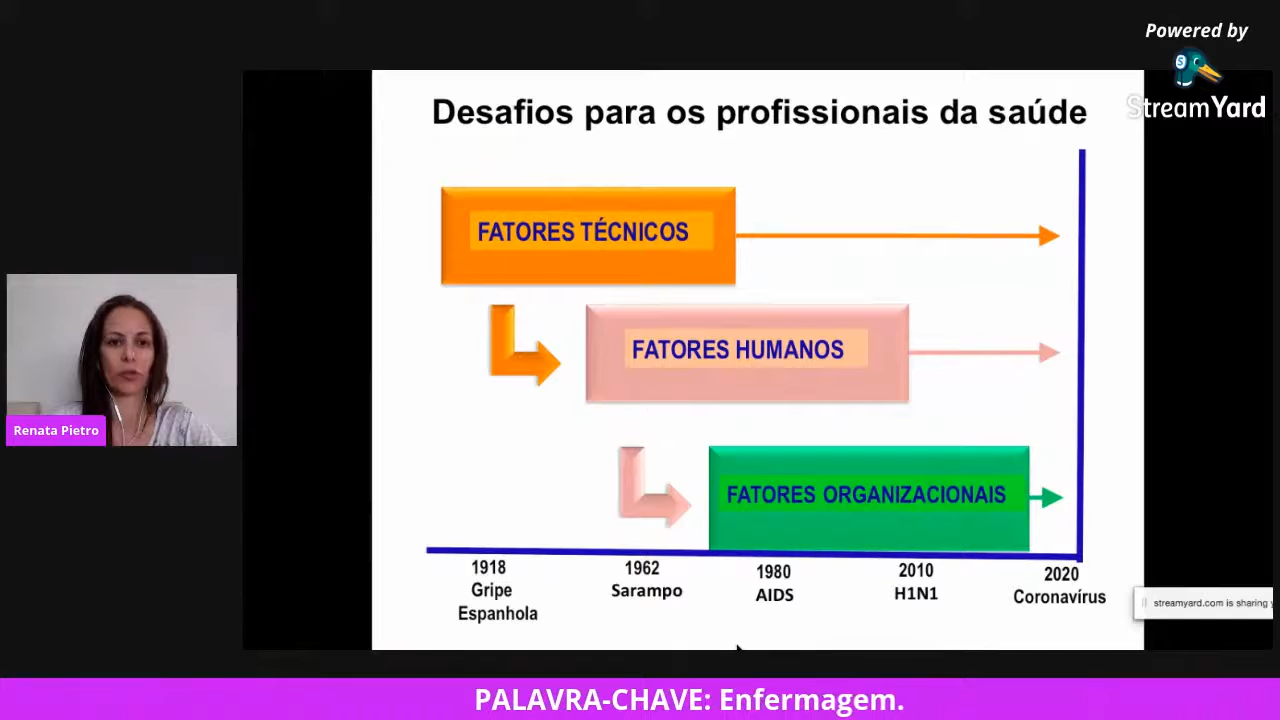 Powered by
StreamYard
Desafios para os profissionais da saúde
FATORES TÉCNICOS
FATORES HUMANOS
Renata Pietro
FATORES ORGANIZACIONAIS
1918
Gripe
Espanhola
1962
Sarampo
1980
AIDS
2010
H1N1
2020
Coronavírus
streamyard.com is sharing
PALAVRA-CHAVE: Enfermagem.